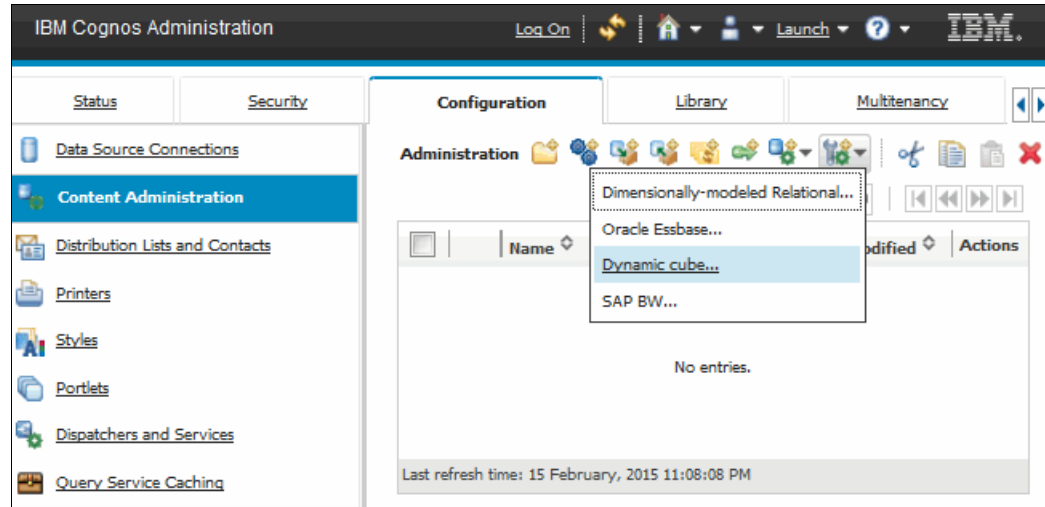 IBM Cognos Administration Log On Launch IBM.
Status Security Configuration Library Multitenancy
Data Source Connections
Administration
Content Administration
Dimensionally-modeled Relational...
Oracle Essbase...
Dynamic cube...
SAP BW...
Distribution Lists and Contacts
Name Actions
Printers
Styles
No entries.
Portlets
Dispatchers and Services
Query Service Caching
Last refresh time: 15 February, 2015 11:08:08 PM